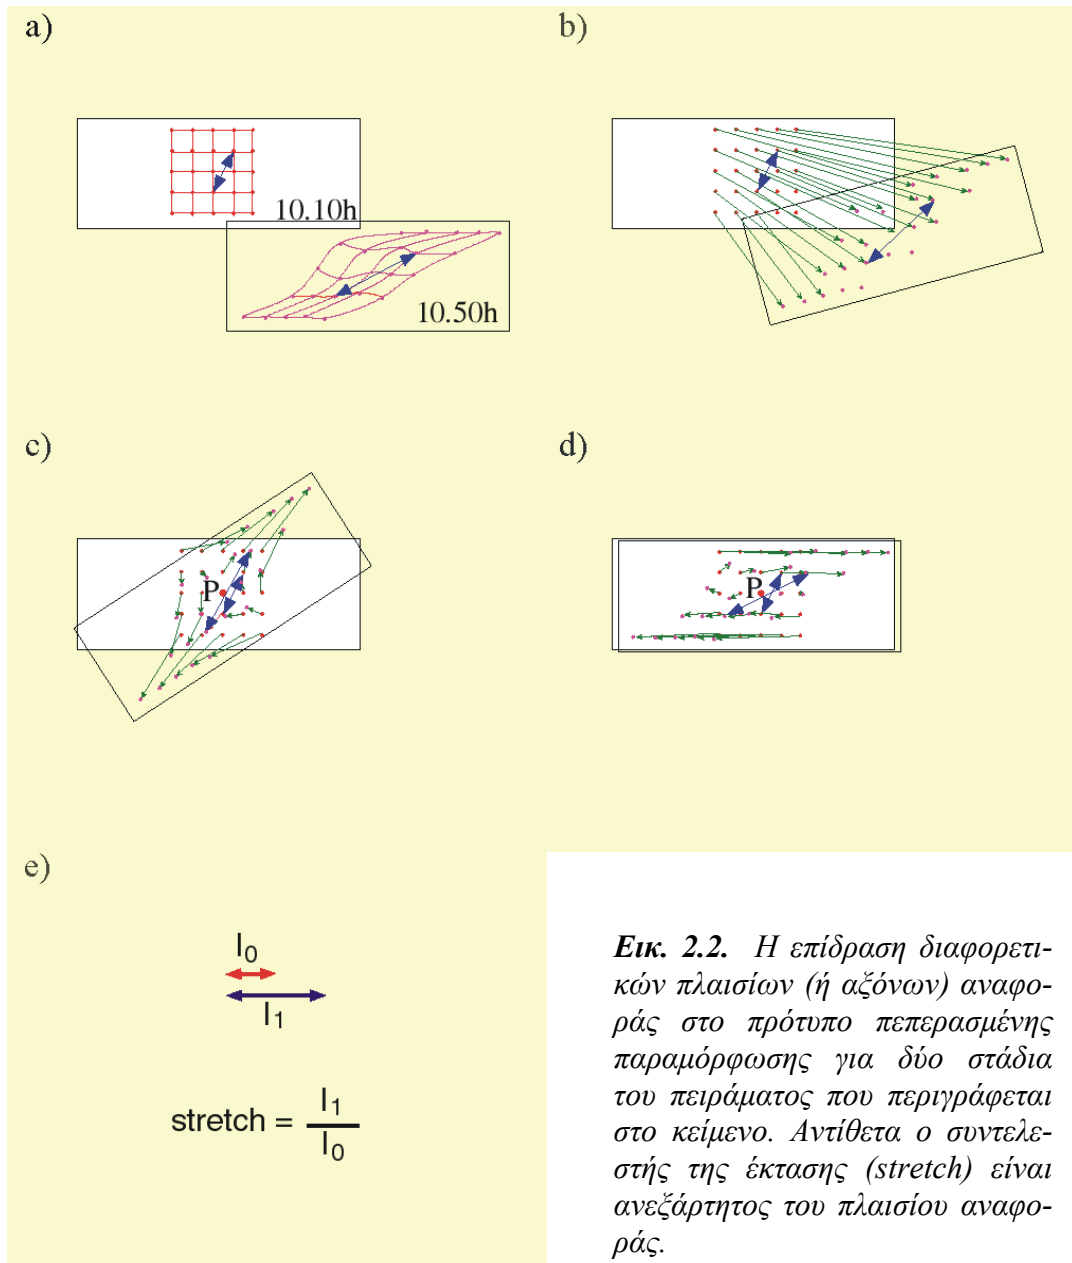 a)
b)
10.10h
10.50h
c)
d)
P
P
e)
l0
l1
stretch = l1
l0
Εικ. 2.2. Η επίδραση διαφορετι-
κών πλαισίων (ή αξόνων) αναφο-
ράς στο πρότυπο πεπερασμένης
παραμόρφωσης για δύο στάδια
του πειράματος που περιγράφεται
στο κείμενο. Αντίθετα ο συντελε-
στής της έκτασης (stretch) είναι
ανεξάρτητος του πλαισίου αναφο-
ράς.